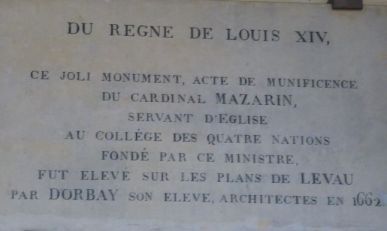 DU REGNE DE LOUIS XIV,
CE JOLI MONUMENT, ACTE DE MUNIFICENCE
DU CARDINAL MAZARIN,
SERVANT D'EGLISE
AU COLLÉGE DES QUATRE NATIONS
FONDÉ PAR CE MINISTRE,
FUT ELEVÉ SUR LES PLANS DE LEVAU
PAR DORBAY SON ELEVE, ARCHITECTES EN 1662.